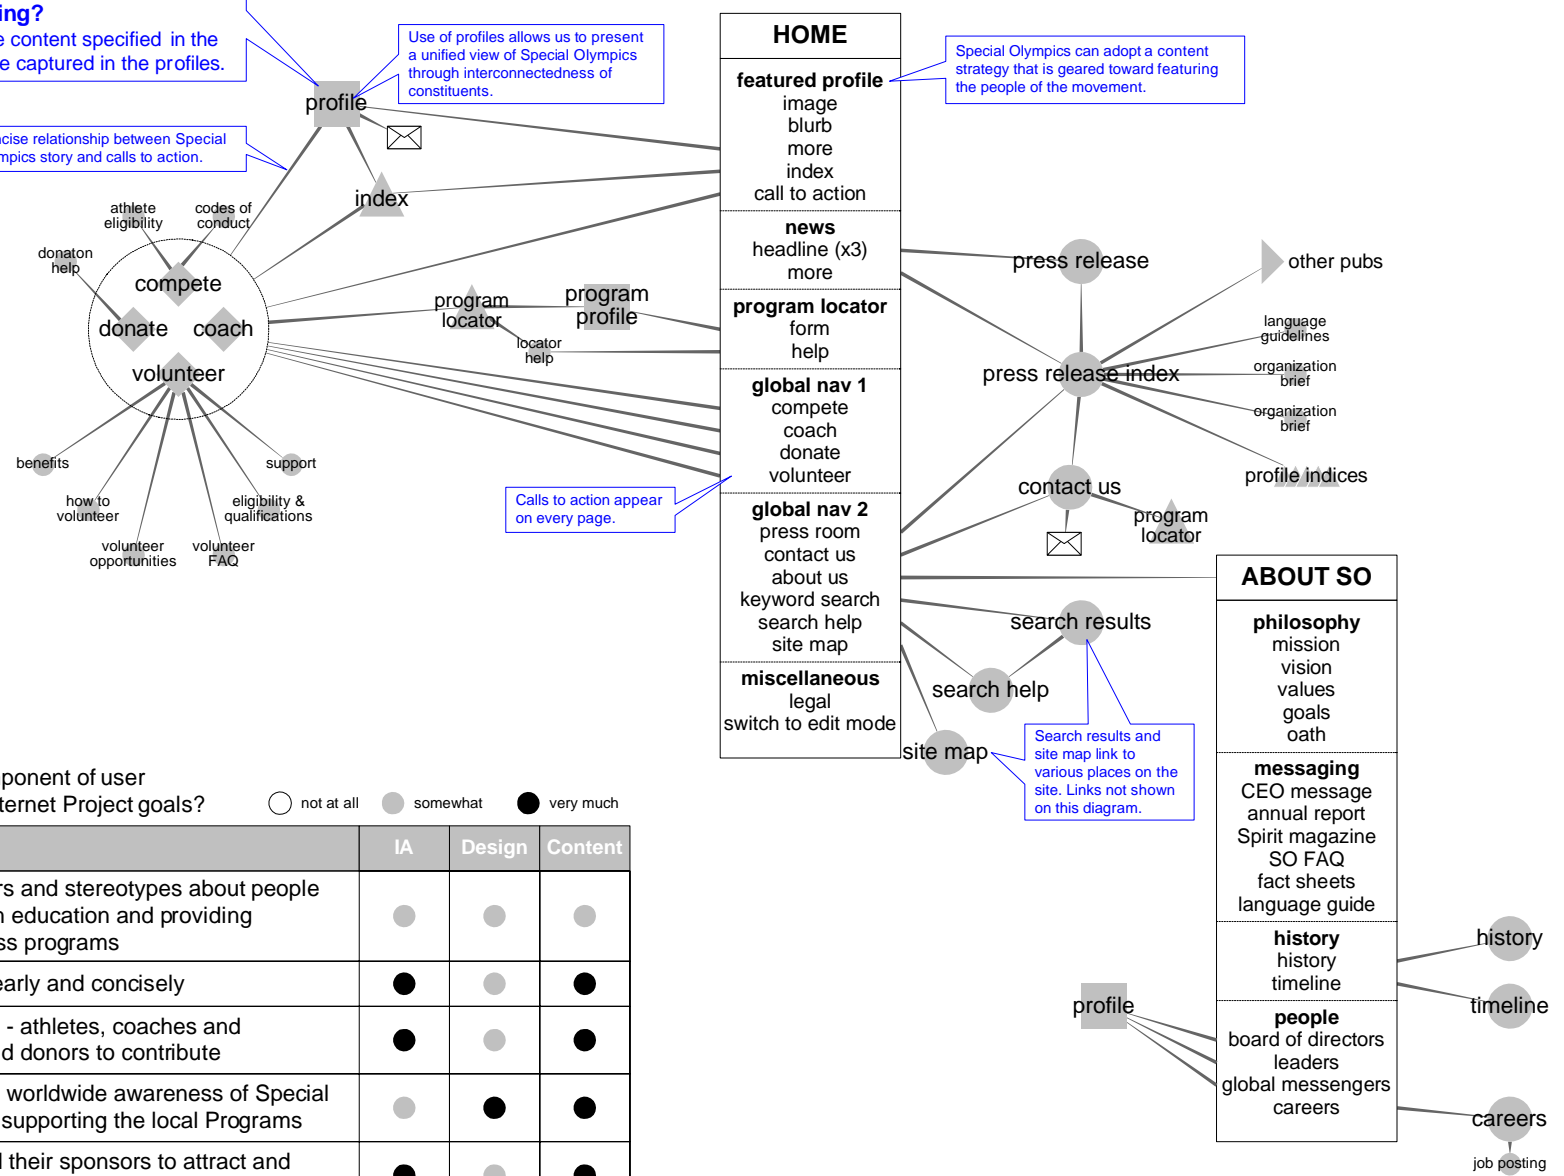 ing?
e content specified in the
e captured in the profiles.
Use of profiles allows us to present
a unified view of Special Olympics
through interconnectedness of
constituents.
profile
ncise relationship between Special
mpics story and calls to action.
index
athlete
eligibility
codes of
conduct
donaton
help
compete
donate
coach
volunteer
benefits
support
how to
volunteer
eligibility &
qualifications
volunteer
opportunities
volunteer
FAQ
program
locator
program
profile
locator
help
Calls to action appear
on every page.
HOME
featured profile
image
blurb
more
index
call to action
news
headline (x3)
more
program locator
form
help
global nav 1
compete
coach
donate
volunteer
global nav 2
press room
contact us
about us
keyword search
search help
site map
miscellaneous
legal
switch to edit mode
Special Olympics can adopt a content
strategy that is geared toward featuring
the people of the movement.
press release
other pubs
language
guidelines
press release index
organization
brief
organization
brief
profile indices
contact us
program
locator
search results
search help
site map
Search results and
site map link to
various places on the
site. Links not shown
on this diagram.
ABOUT SO
philosophy
mission
vision
values
goals
oath
messaging
CEO message
annual report
Spirit magazine
SO FAQ
fact sheets
language guide
history
history
timeline
people
board of directors
leaders
global messengers
careers
profile
history
timeline
careers
job posting
nponent of user
ternet Project goals?
not at all
somewhat
very much
IA
Design
Content
rs and stereotypes about people
h education and providing
ss programs
early and concisely
- athletes, coaches and
d donors to contribute
worldwide awareness of Special
supporting the local Programs
d their sponsors to attract and